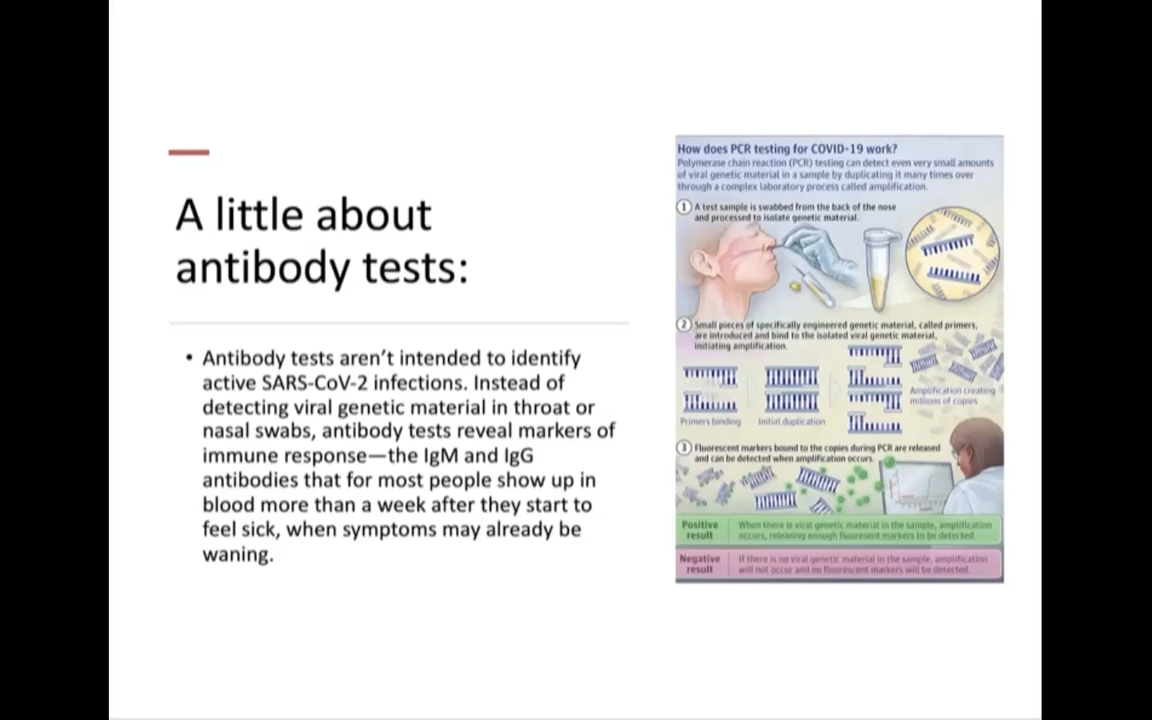 A little about
antibody tests:
• Antibody tests aren't intended to identify
active SARS-CoV-2 infections. Instead of
detecting viral genetic material in throat or
nasal swabs, antibody tests reveal markers of
immune response—the IgM and IgG
antibodies that for most people show up in
blood more than a week after they start to
feel sick, when symptoms may already be
waning.
How does PCR testing for COVID-19 work?
Polymerase chain reaction (PCR) testing can detect even very small amounts
of viral genetic material in a sample by duplicating it many times over
through a complex laboratory process called amplification.
1 A test sample is swabbed from the back of the nose
and processed to isolate genetic material.
2 Small pieces of specifically engineered genetic material, called primers,
are introduced and bind to the isolated viral genetic material,
initiating amplification.
Primers binding
Initial duplication
Amplification creating
millions of copies
3 Fluorescent markers bound to the copies during PCR are released
and can be detected when amplification occurs.
Positive
result
When there is viral genetic material in the sample, amplification
occurs, releasing enough fluorescent markers to be detected.
Negative
result
If there is no viral genetic material in the sample, amplification
will not occur and no fluorescent markers will be detected.